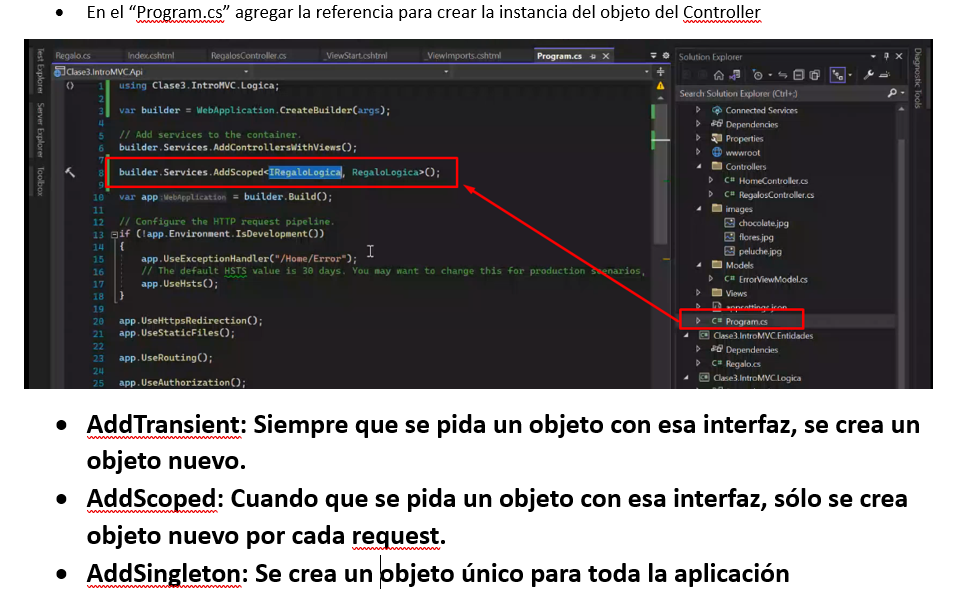 • En el “Program.cs” agregar la referencia para crear la instancia del objeto del Controller
Regalo.cs Index.cshtml RegalosController.cs _ViewStart.cshtml _ViewImports.cshtml Program.cs
Clase3.IntroMVC.Api
Test Explorer
Server Explorer
Toolbox
1 using Clase3.IntroMVC.Logica;
2
3 var builder = WebApplication.CreateBuilder(args);
4
5 // Add services to the container.
6 builder.Services.AddControllersWithViews();
7
8 builder.Services.AddScoped<IRegaloLogica, RegaloLogica>();
9
10 var app :WebApplication = builder.Build();
11
12 // Configure the HTTP request pipeline.
13 if (!app.Environment.IsDevelopment())
14 {
15 app.UseExceptionHandler("/Home/Error");
16 // The default HSTS value is 30 days. You may want to change this for production scenarios,
17 app.UseHsts();
18 }
19
20 app.UseHttpsRedirection();
21 app.UseStaticFiles();
22
23 app.UseRouting();
24
25 app.UseAuthorization();
Solution Explorer
Search Solution Explorer (Ctrl+;)
Connected Services
Dependencies
Properties
wwwroot
Controllers
C# HomeController.cs
C# RegalosController.cs
images
chocolate.jpg
flores.jpg
peluche.jpg
Models
C# ErrorViewModel.cs
Views
appsettings.json
C# Program.cs
Clase3.IntroMVC.Entidades
Dependencies
C# Regalo.cs
Clase3.IntroMVC.Logica
Diagnostic Tools
• AddTransient: Siempre que se pida un objeto con esa interfaz, se crea un
objeto nuevo.
• AddScoped: Cuando que se pida un objeto con esa interfaz, sólo se crea
objeto nuevo por cada request.
• AddSingleton: Se crea un objeto único para toda la aplicación